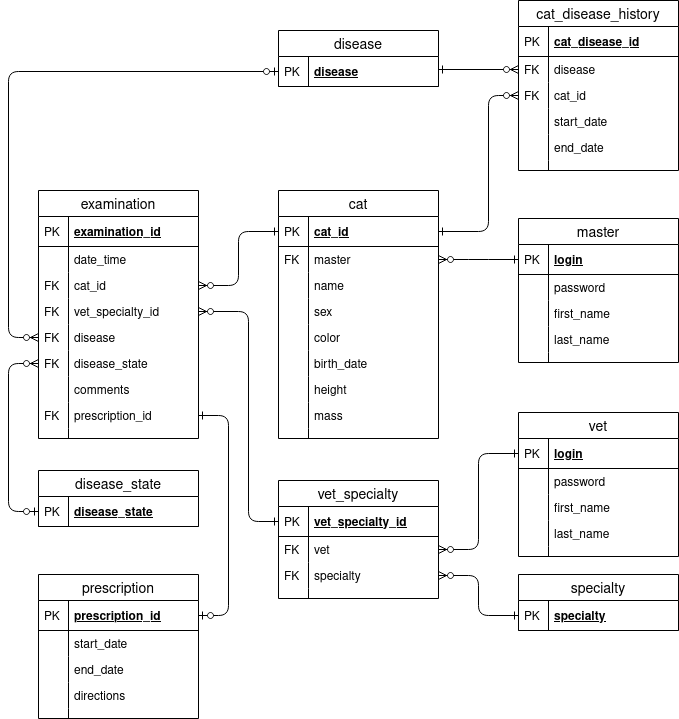 cat_disease_history
PK cat_disease_id
FK disease
FK cat_id
start_date
end_date
disease
PK disease
examination
PK examination_id
date_time
FK cat_id
FK vet_specialty_id
FK disease
FK disease_state
comments
FK prescription_id
cat
PK cat_id
FK master
name
sex
color
birth_date
height
mass
master
PK login
password
first_name
last_name
vet
PK login
password
first_name
last_name
disease_state
PK disease_state
vet_specialty
PK vet_specialty_id
FK vet
FK specialty
prescription
PK prescription_id
start_date
end_date
directions
specialty
PK specialty